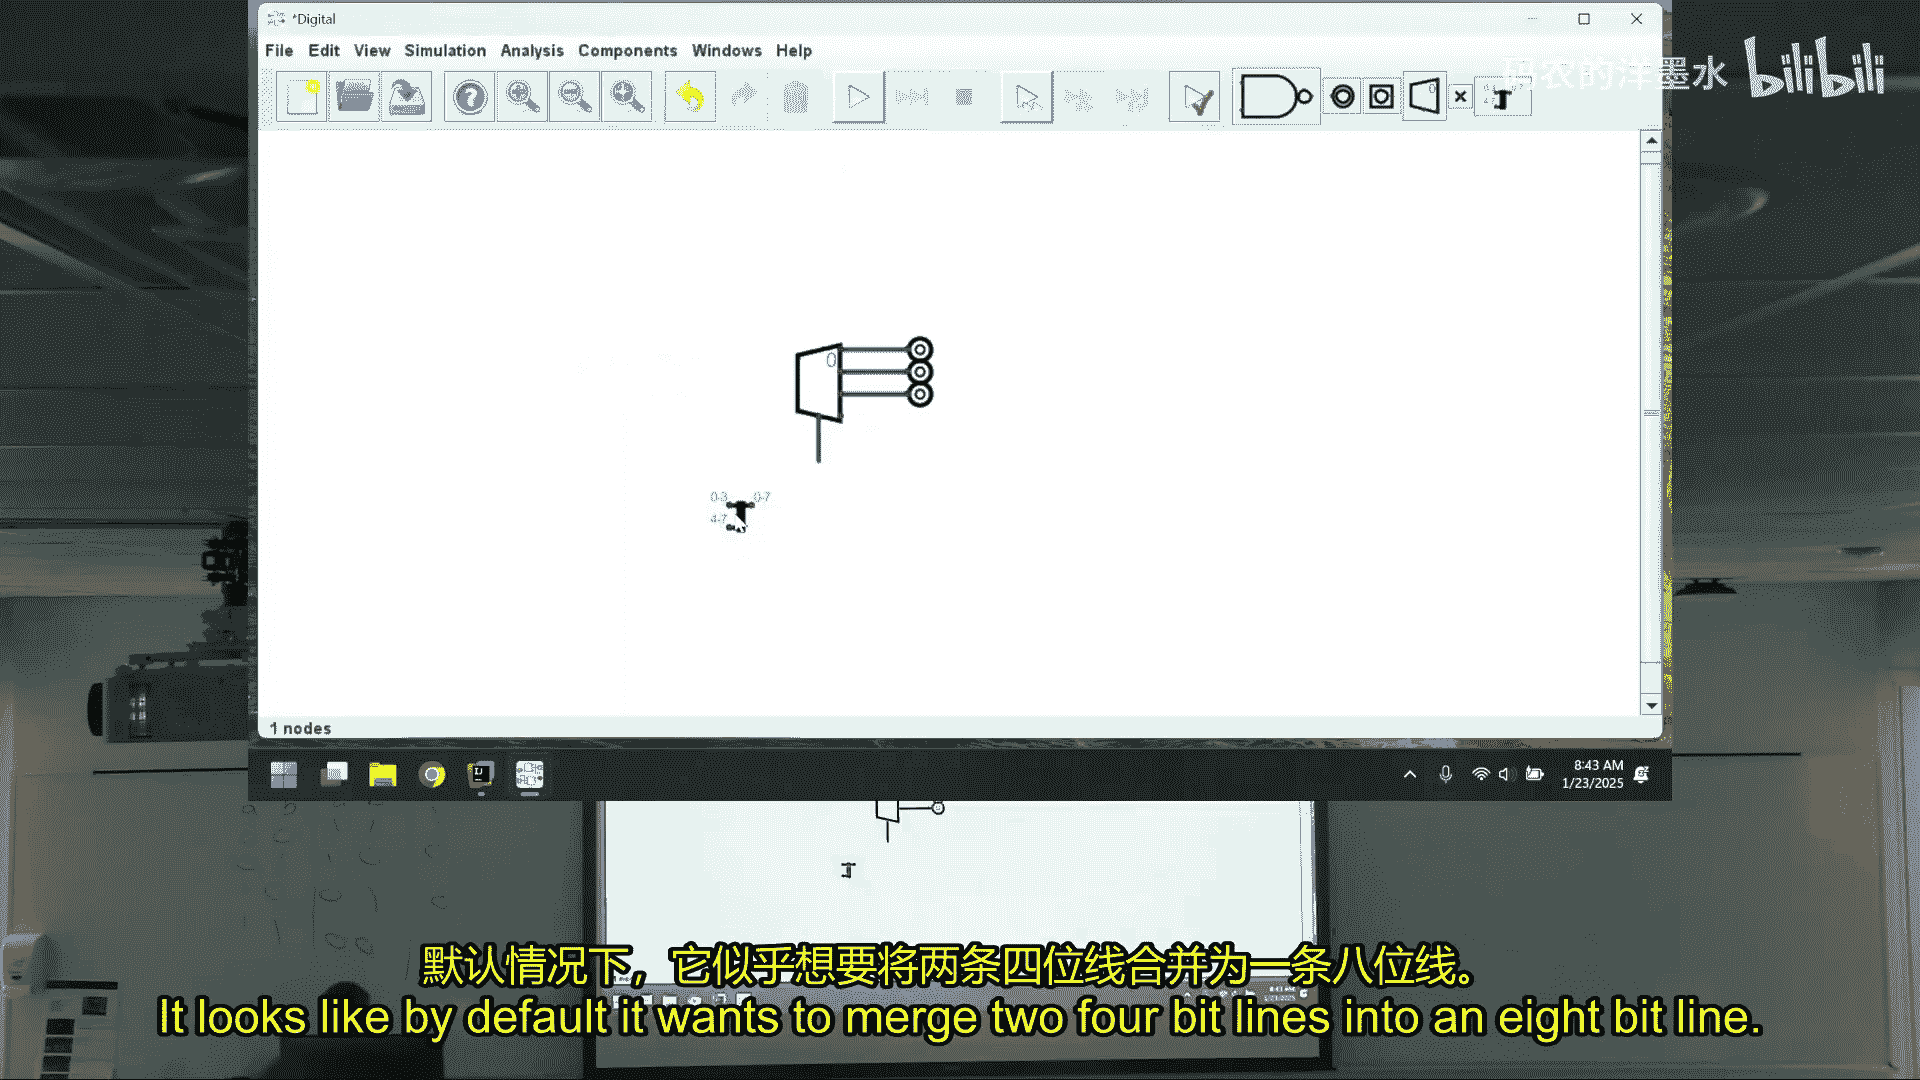 *Digital
File Edit View Simulation Analysis Components Windows Help
码农的洋墨水 bilibili
0
0-3 0-7
4-7
1 nodes
8:43 AM
1/23/2025
默认情况下，它似乎想要将两条四位线合并为一条八位线。
It looks like by default it wants to merge two four bit lines into an eight bit line.